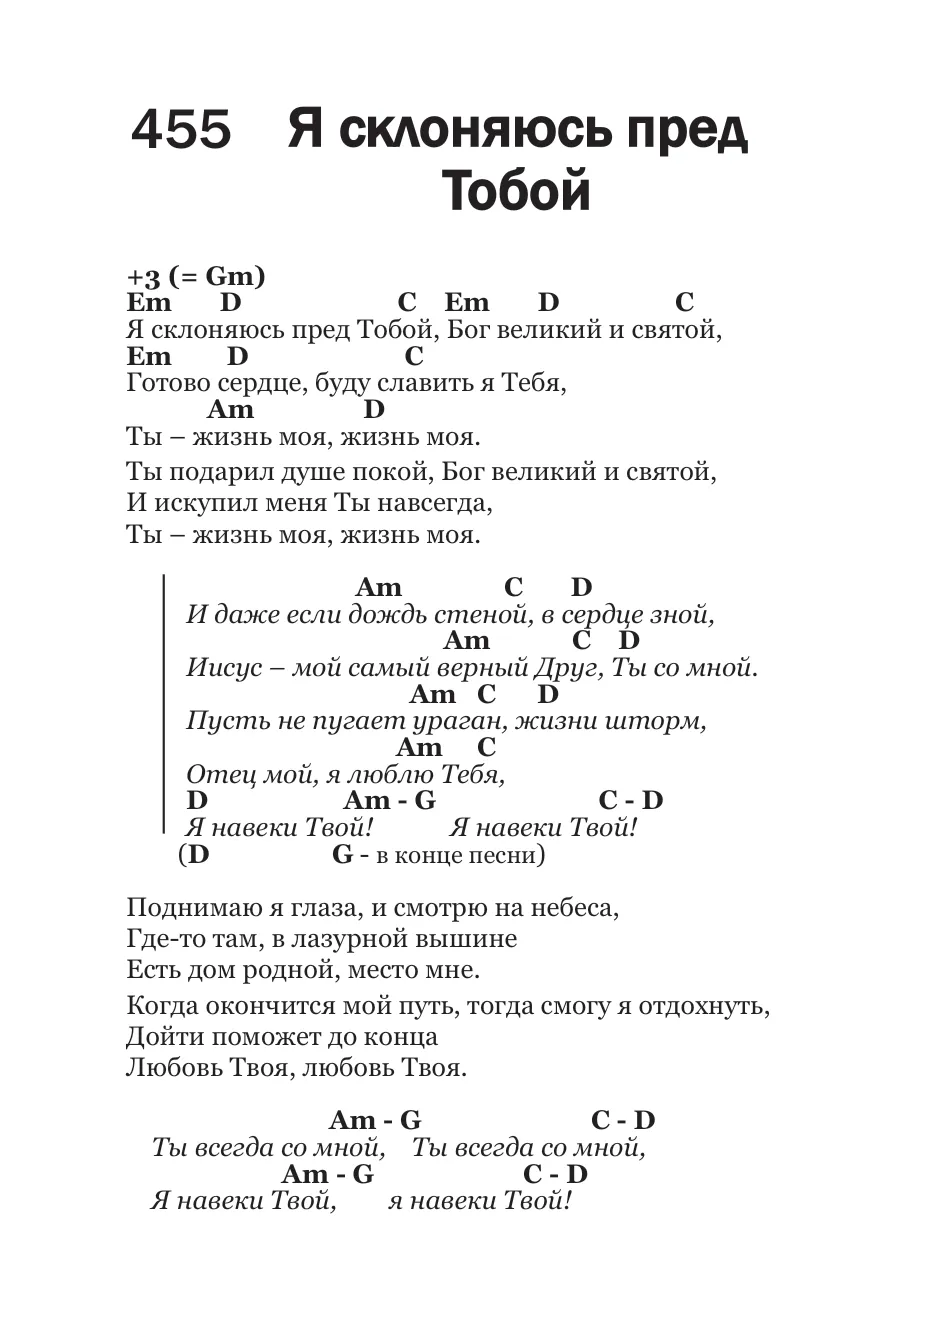 455 Я склоняюсь пред
Тобой
+3 (= Gm)
Em D C Em D C
Я склоняюсь пред Тобой, Бог великий и святой,
Em D C
Готово сердце, буду славить я Тебя,
Am D
Ты – жизнь моя, жизнь моя.
Ты подарил душе покой, Бог великий и святой,
И искупил меня Ты навсегда,
Ты – жизнь моя, жизнь моя.
Am C D
И даже если дождь стеной, в сердце зной,
Am C D
Иисус – мой самый верный Друг, Ты со мной.
Am C D
Пусть не пугает ураган, жизни шторм,
Am C
Отец мой, я люблю Тебя,
D Am - G C - D
Я навеки Твой! Я навеки Твой!
(D G - в конце песни)
Поднимаю я глаза, и смотрю на небеса,
Где-то там, в лазурной вышине
Есть дом родной, место мне.
Когда окончится мой путь, тогда смогу я отдохнуть,
Дойти поможет до конца
Любовь Твоя, любовь Твоя.
Am - G C - D
Ты всегда со мной, Ты всегда со мной,
Am - G C - D
Я навеки Твой, я навеки Твой!